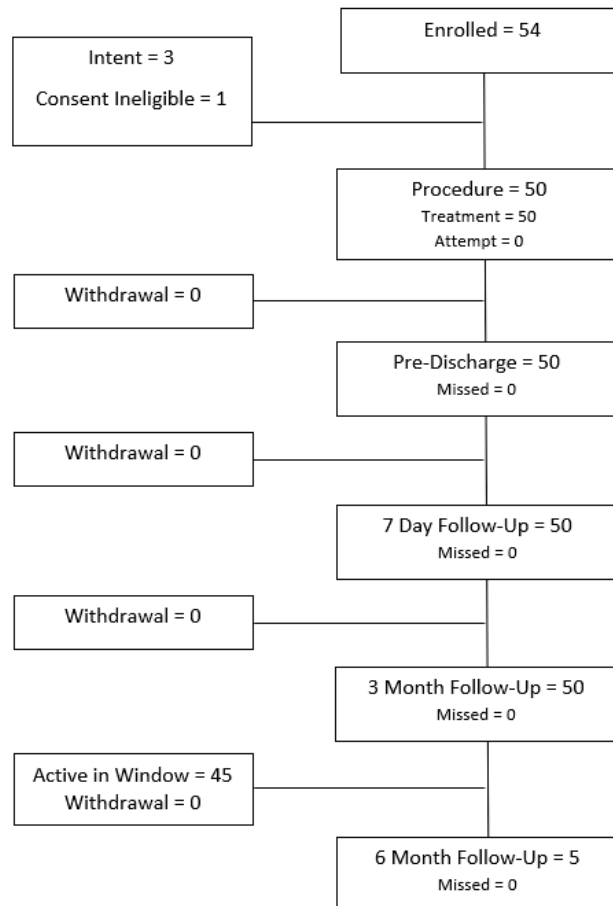 Enrolled = 54
Intent = 3
Consent Ineligible = 1
Procedure = 50
Treatment = 50
Attempt = 0
Withdrawal = 0
Pre-Discharge = 50
Missed = 0
Withdrawal = 0
7 Day Follow-Up = 50
Missed = 0
Withdrawal = 0
3 Month Follow-Up = 50
Missed = 0
Active in Window = 45
Withdrawal = 0
6 Month Follow-Up = 5
Missed = 0